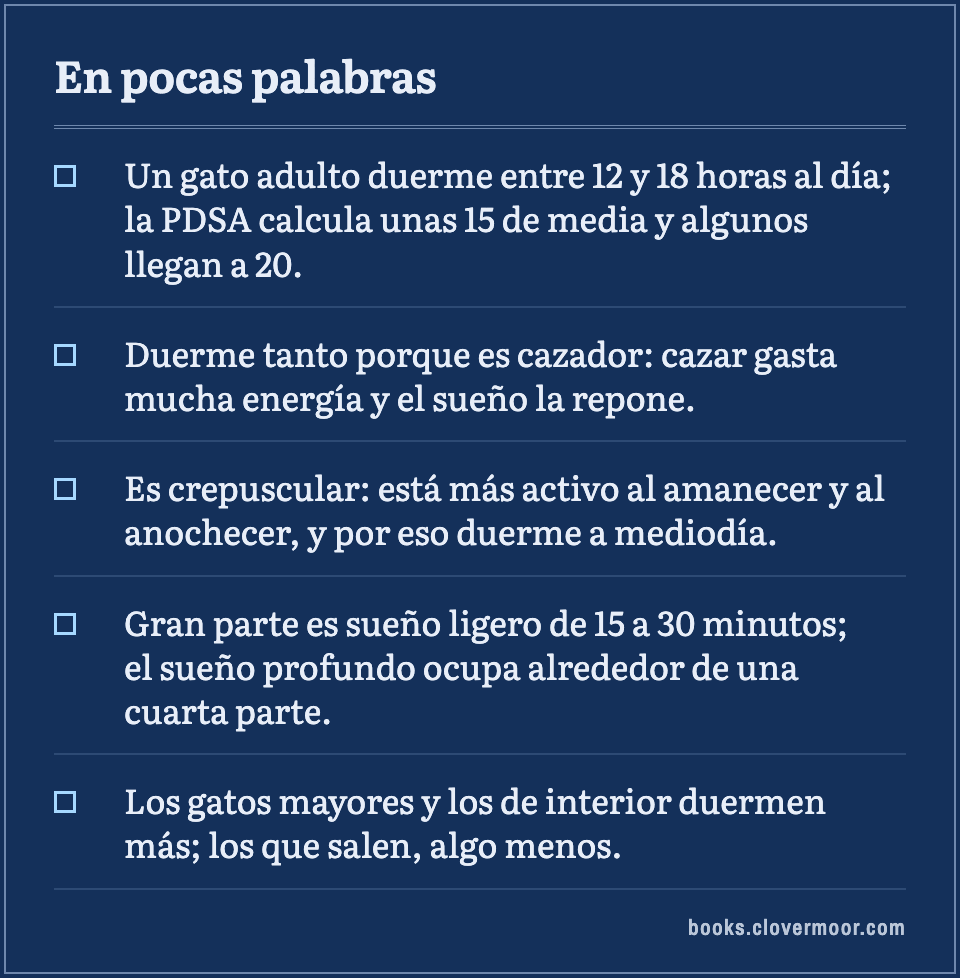 En pocas palabras
Un gato adulto duerme entre 12 y 18 horas al día;
la PDSA calcula unas 15 de media y algunos
llegan a 20.
Duerme tanto porque es cazador: cazar gasta
mucha energía y el sueño la repone.
Es crepuscular: está más activo al amanecer y al
anochecer, y por eso duerme a mediodía.
Gran parte es sueño ligero de 15 a 30 minutos;
el sueño profundo ocupa alrededor de una
cuarta parte.
Los gatos mayores y los de interior duermen
más; los que salen, algo menos.
books.clovermoor.com